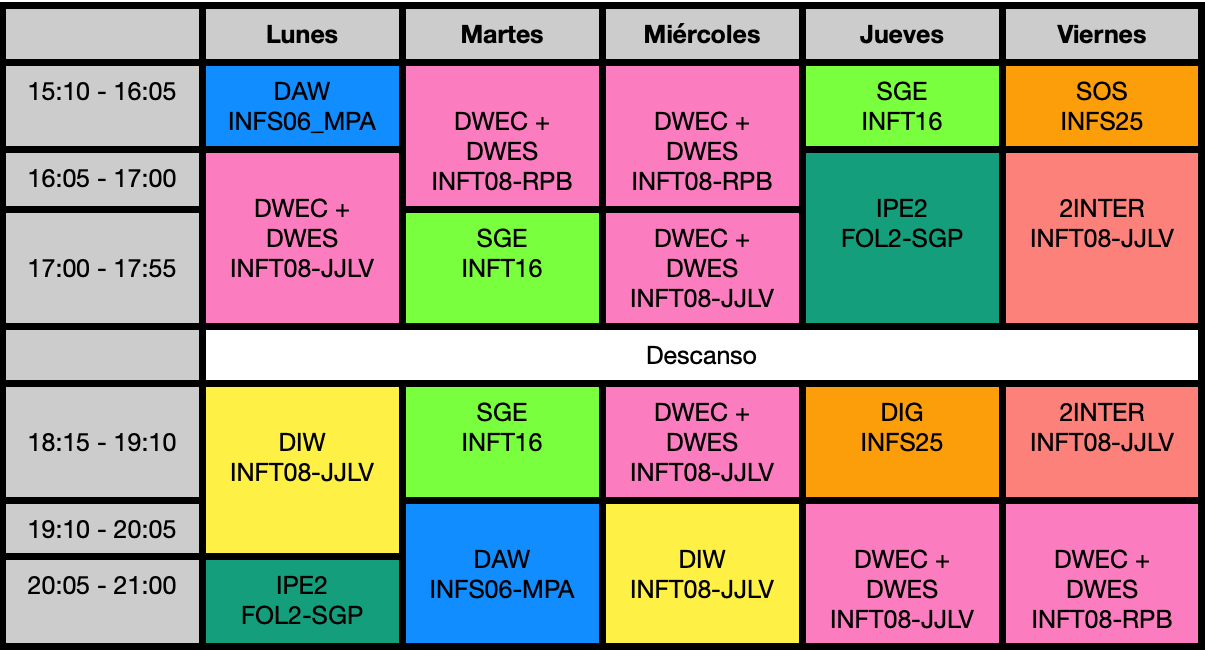 Lunes Martes Miércoles Jueves Viernes
15:10 - 16:05
DAW
INFS06_MPA
DWEC +
DWES
INFT08-RPB
DWEC +
DWES
INFT08-RPB
SGE
INFT16
SOS
INFS25
16:05 - 17:00
DWEC +
DWES
INFT08-JJLV
IPE2
FOL2-SGP
2INTER
INFT08-JJLV
17:00 - 17:55
SGE
INFT16
DWEC +
DWES
INFT08-JJLV
Descanso
18:15 - 19:10
DIW
INFT08-JJLV
SGE
INFT16
DWEC +
DWES
INFT08-JJLV
DIG
INFS25
2INTER
INFT08-JJLV
19:10 - 20:05
DAW
INFS06-MPA
DIW
INFT08-JJLV
DWEC +
DWES
INFT08-JJLV
DWEC +
DWES
INFT08-RPB
20:05 - 21:00
IPE2
FOL2-SGP